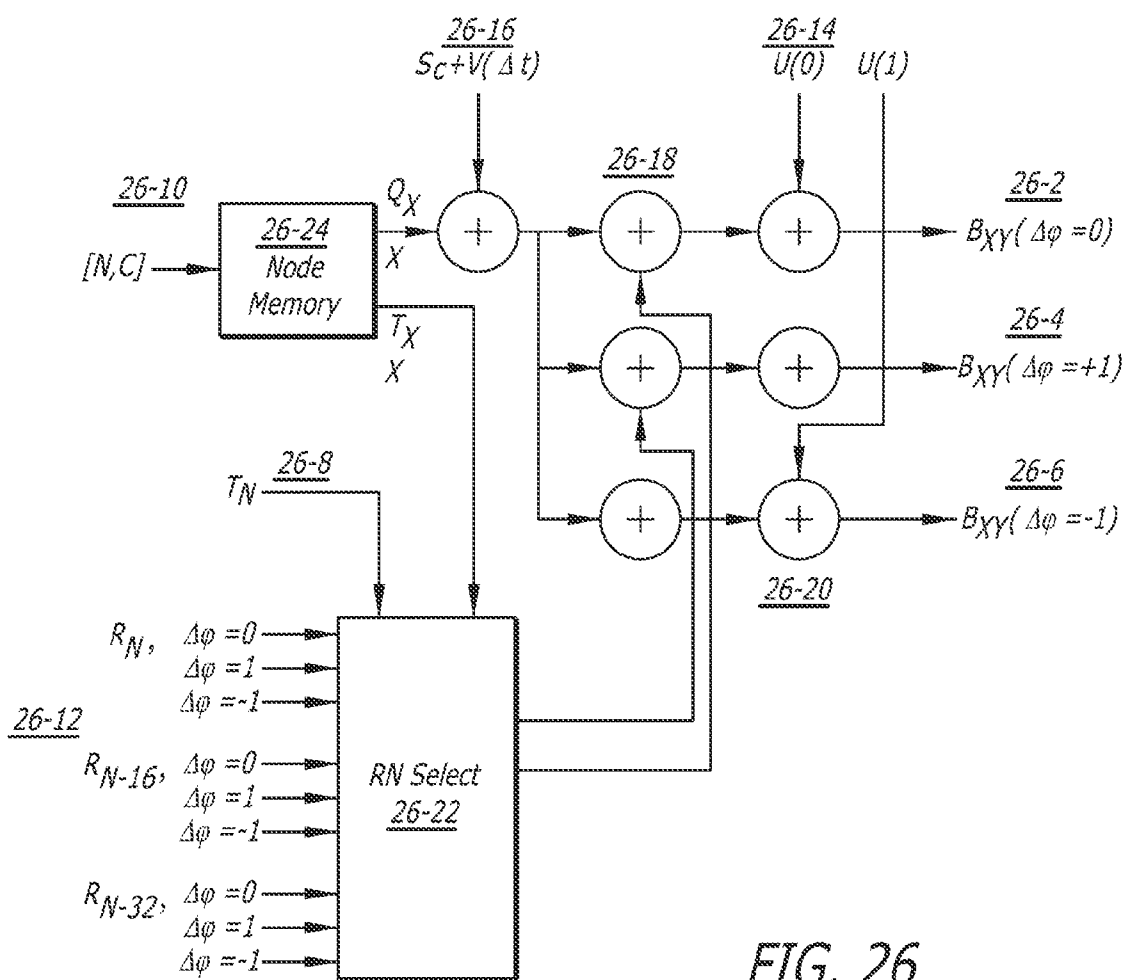 26-16
S_C+V(Δt)
26-14
U(0)
U(1)
26-18
26-10
[N,C]
26-24
Node
Memory
Q_X
X
T_X
X
+
+
+
26-2
B_XY(Δφ=0)
+
+
26-4
B_XY(Δφ=+1)
+
+
26-6
B_XY(Δφ=-1)
26-20
T_N
26-8
R_N, Δφ=0
Δφ=1
Δφ=-1
26-12
R_N-16, Δφ=0
Δφ=1
Δφ=-1
R_N-32, Δφ=0
Δφ=1
Δφ=-1
RN Select
26-22
FIG. 26